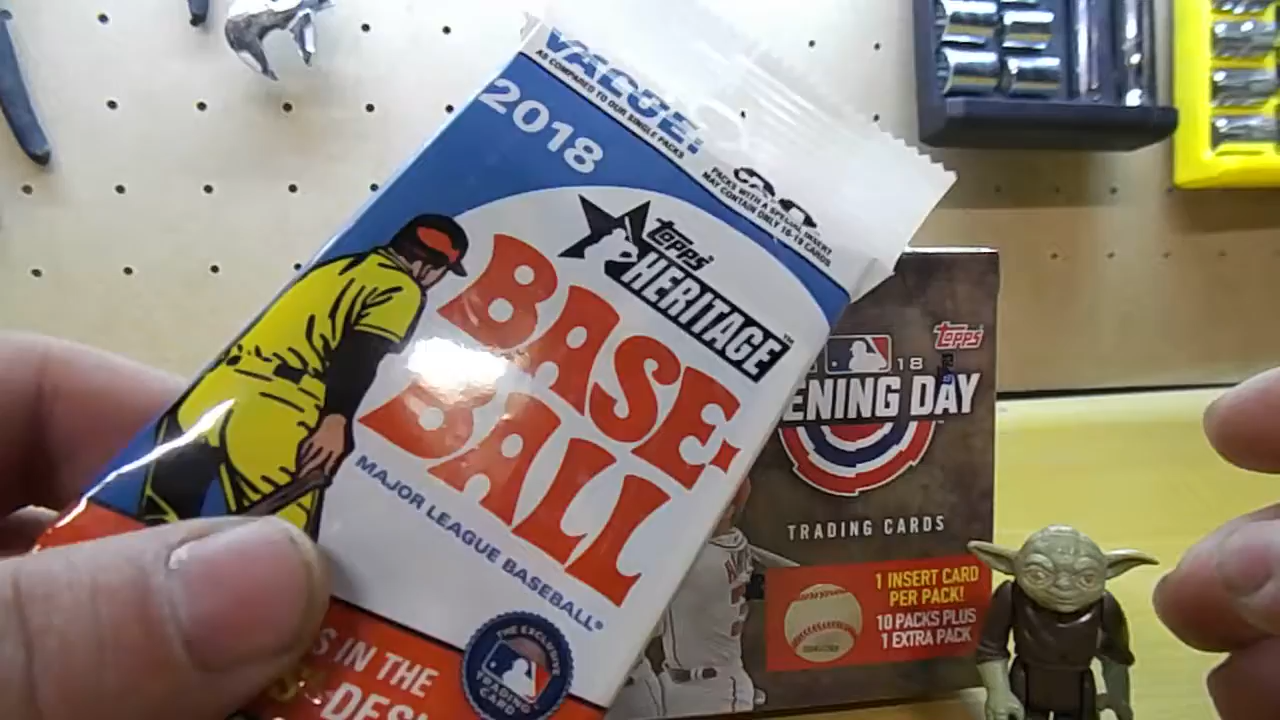 VALUE!
AS COMPARED TO OUR SINGLE PACKS
PACKS WITH A SPECIAL INSERT
MAY CONTAIN ONLY 16-19 CARDS
2018
TOPPS
HERITAGE™
BASE-
BALL
MAJOR LEAGUE BASEBALL®
IN THE
THE EXCLUSIVE
TRADING
CARD
topps
18
ENING DAY
TRADING CARDS
1 INSERT CARD
PER PACK!
10 PACKS PLUS
1 EXTRA PACK